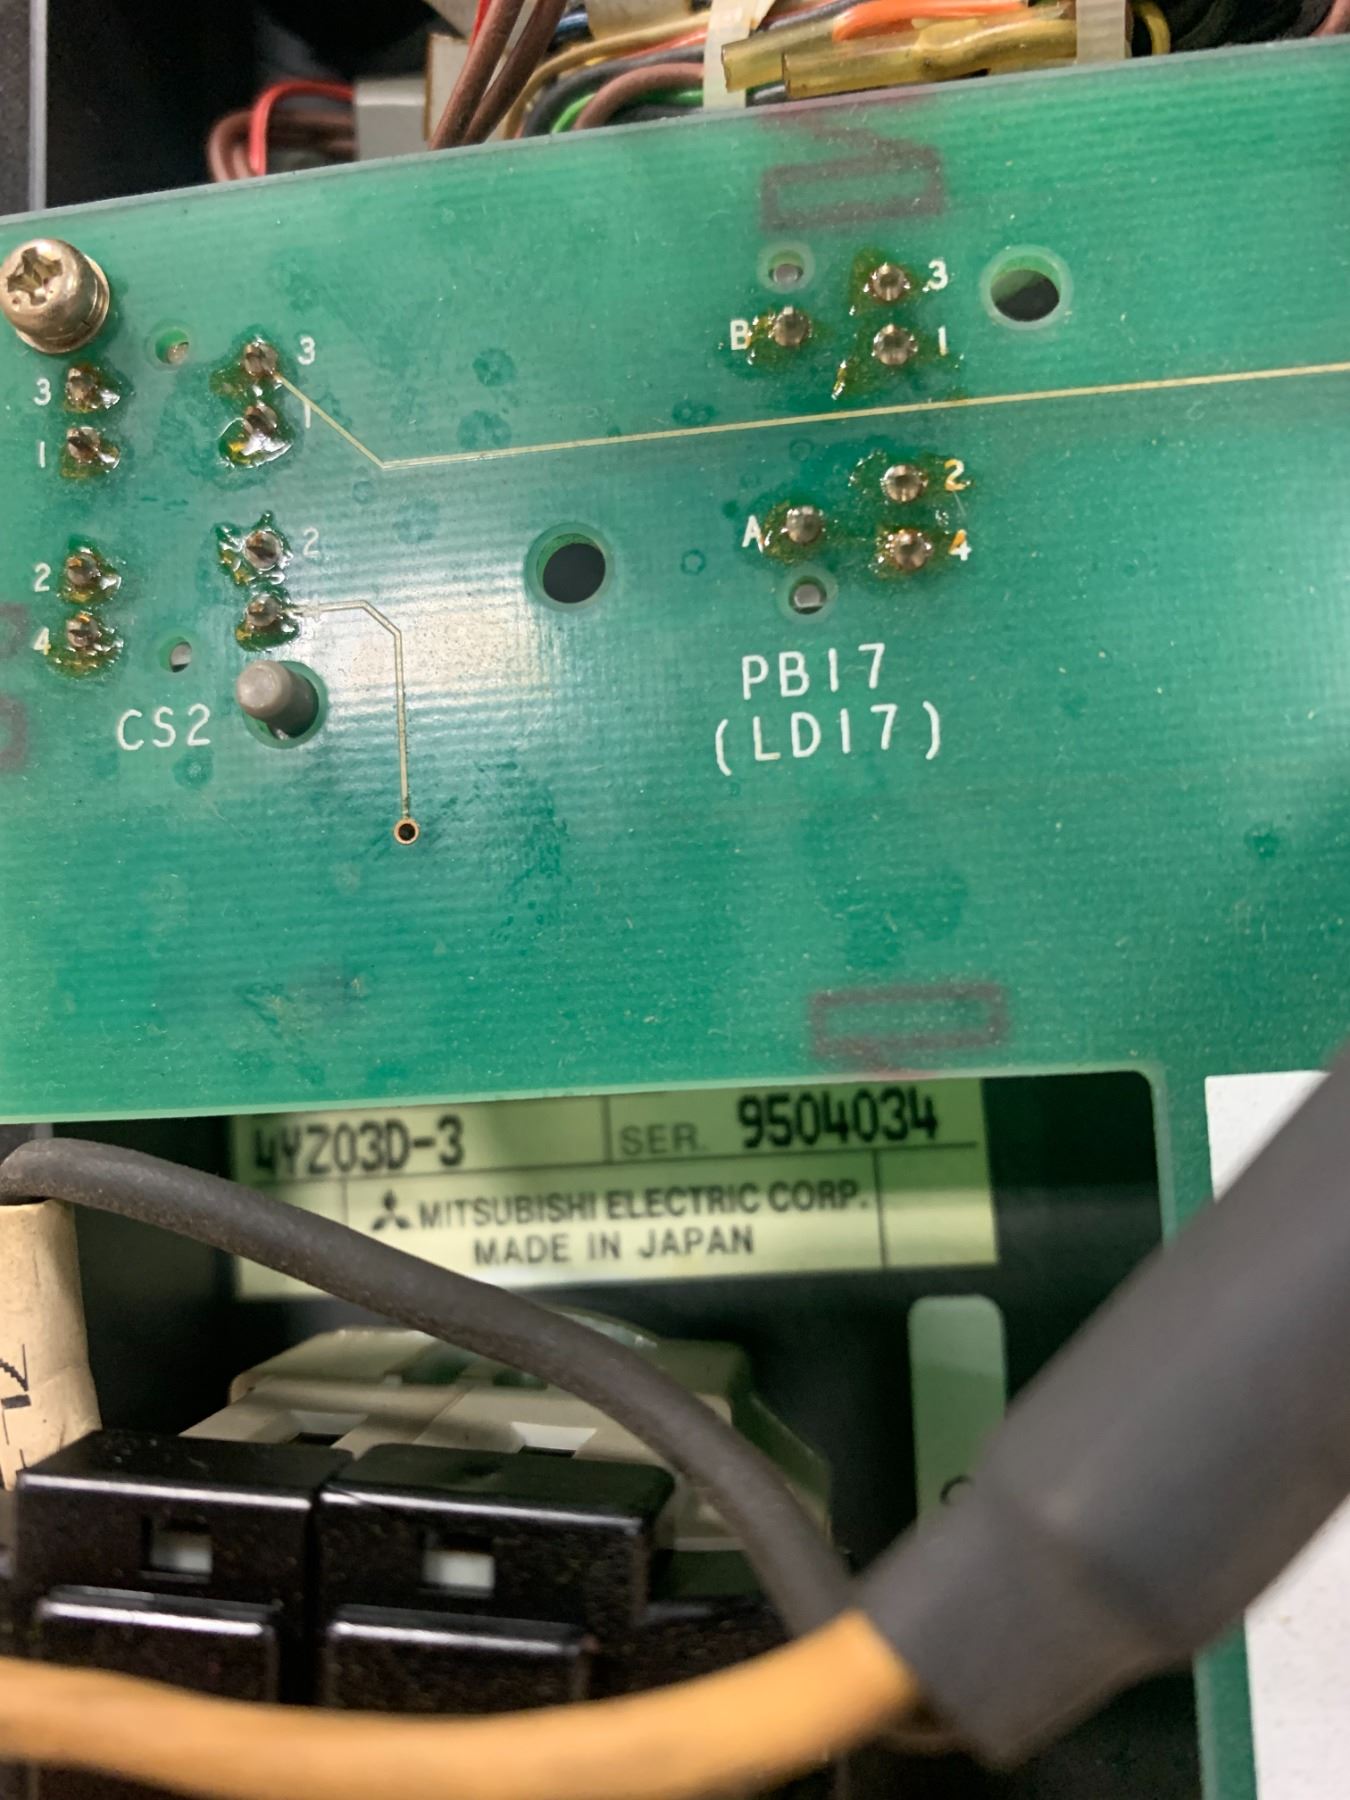 3
3
3
B
1
1
1
2
2
A
2
4
4
PB17
(LD17)
CS2
4YZ03D-3
SER. 9504034
MITSUBISHI ELECTRIC CORP.
MADE IN JAPAN